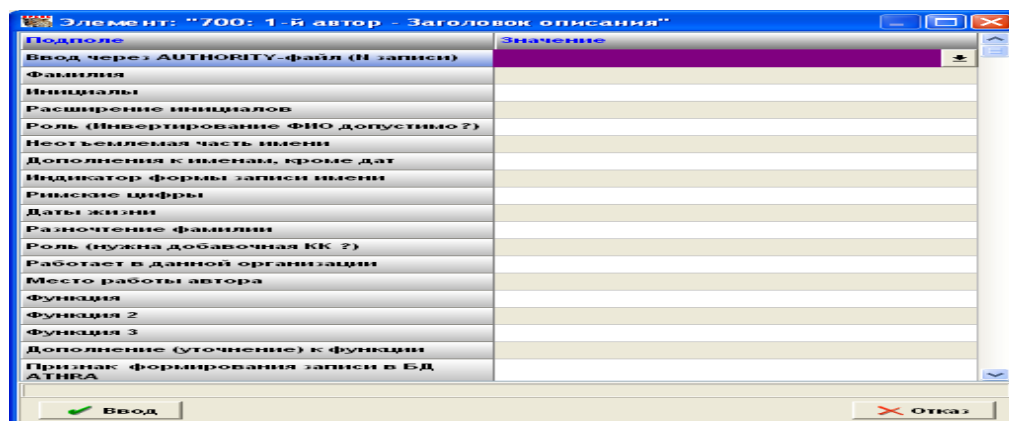 Элемент: "700: 1-й автор - Заголовок описания"
Подполе Значение
Ввод через AUTHORITY-файл (N записи)
Фамилия
Инициалы
Расширение инициалов
Роль (Инвертирование ФИО допустимо?)
Неотъемлемая часть имени
Дополнения к именам, кроме дат
Индикатор формы записи имени
Римские цифры
Даты жизни
Разночтение фамилии
Роль (нужна добавочная КК ?)
Работает в данной организации
Место работы автора
Функция
Функция 2
Функция 3
Дополнение (уточнение) к функции
Признак формирования записи в БД
ATHRA
Ввод Отказ